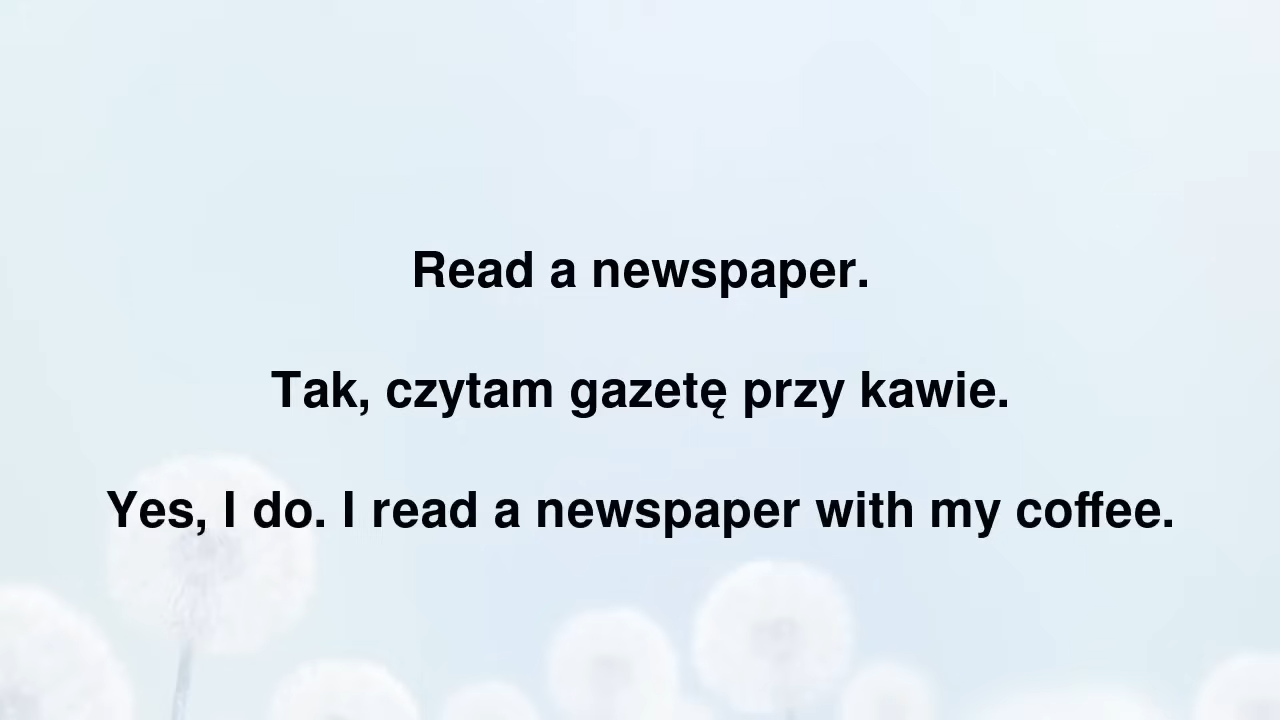 Read a newspaper.
Tak, czytam gazetę przy kawie.
Yes, I do. I read a newspaper with my coffee.